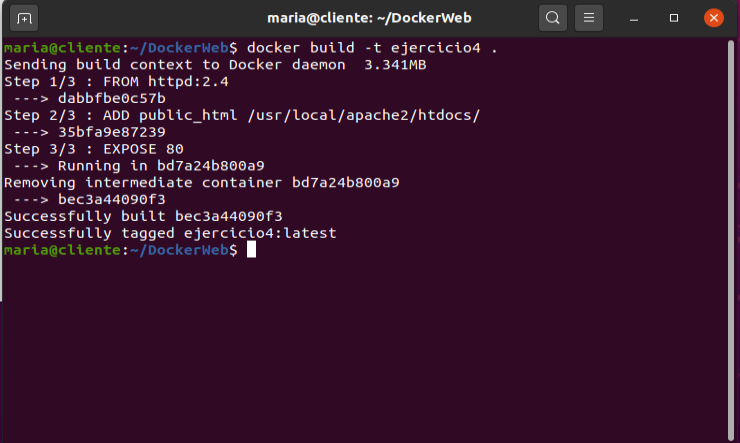 maria@cliente: ~/DockerWeb
maria@cliente:~/DockerWeb$ docker build -t ejercicio4 .
Sending build context to Docker daemon  3.341MB
Step 1/3 : FROM httpd:2.4
 ---> dabbfbe0c57b
Step 2/3 : ADD public_html /usr/local/apache2/htdocs/
 ---> 35bfa9e87239
Step 3/3 : EXPOSE 80
 ---> Running in bd7a24b800a9
Removing intermediate container bd7a24b800a9
 ---> bec3a44090f3
Successfully built bec3a44090f3
Successfully tagged ejercicio4:latest
maria@cliente:~/DockerWeb$